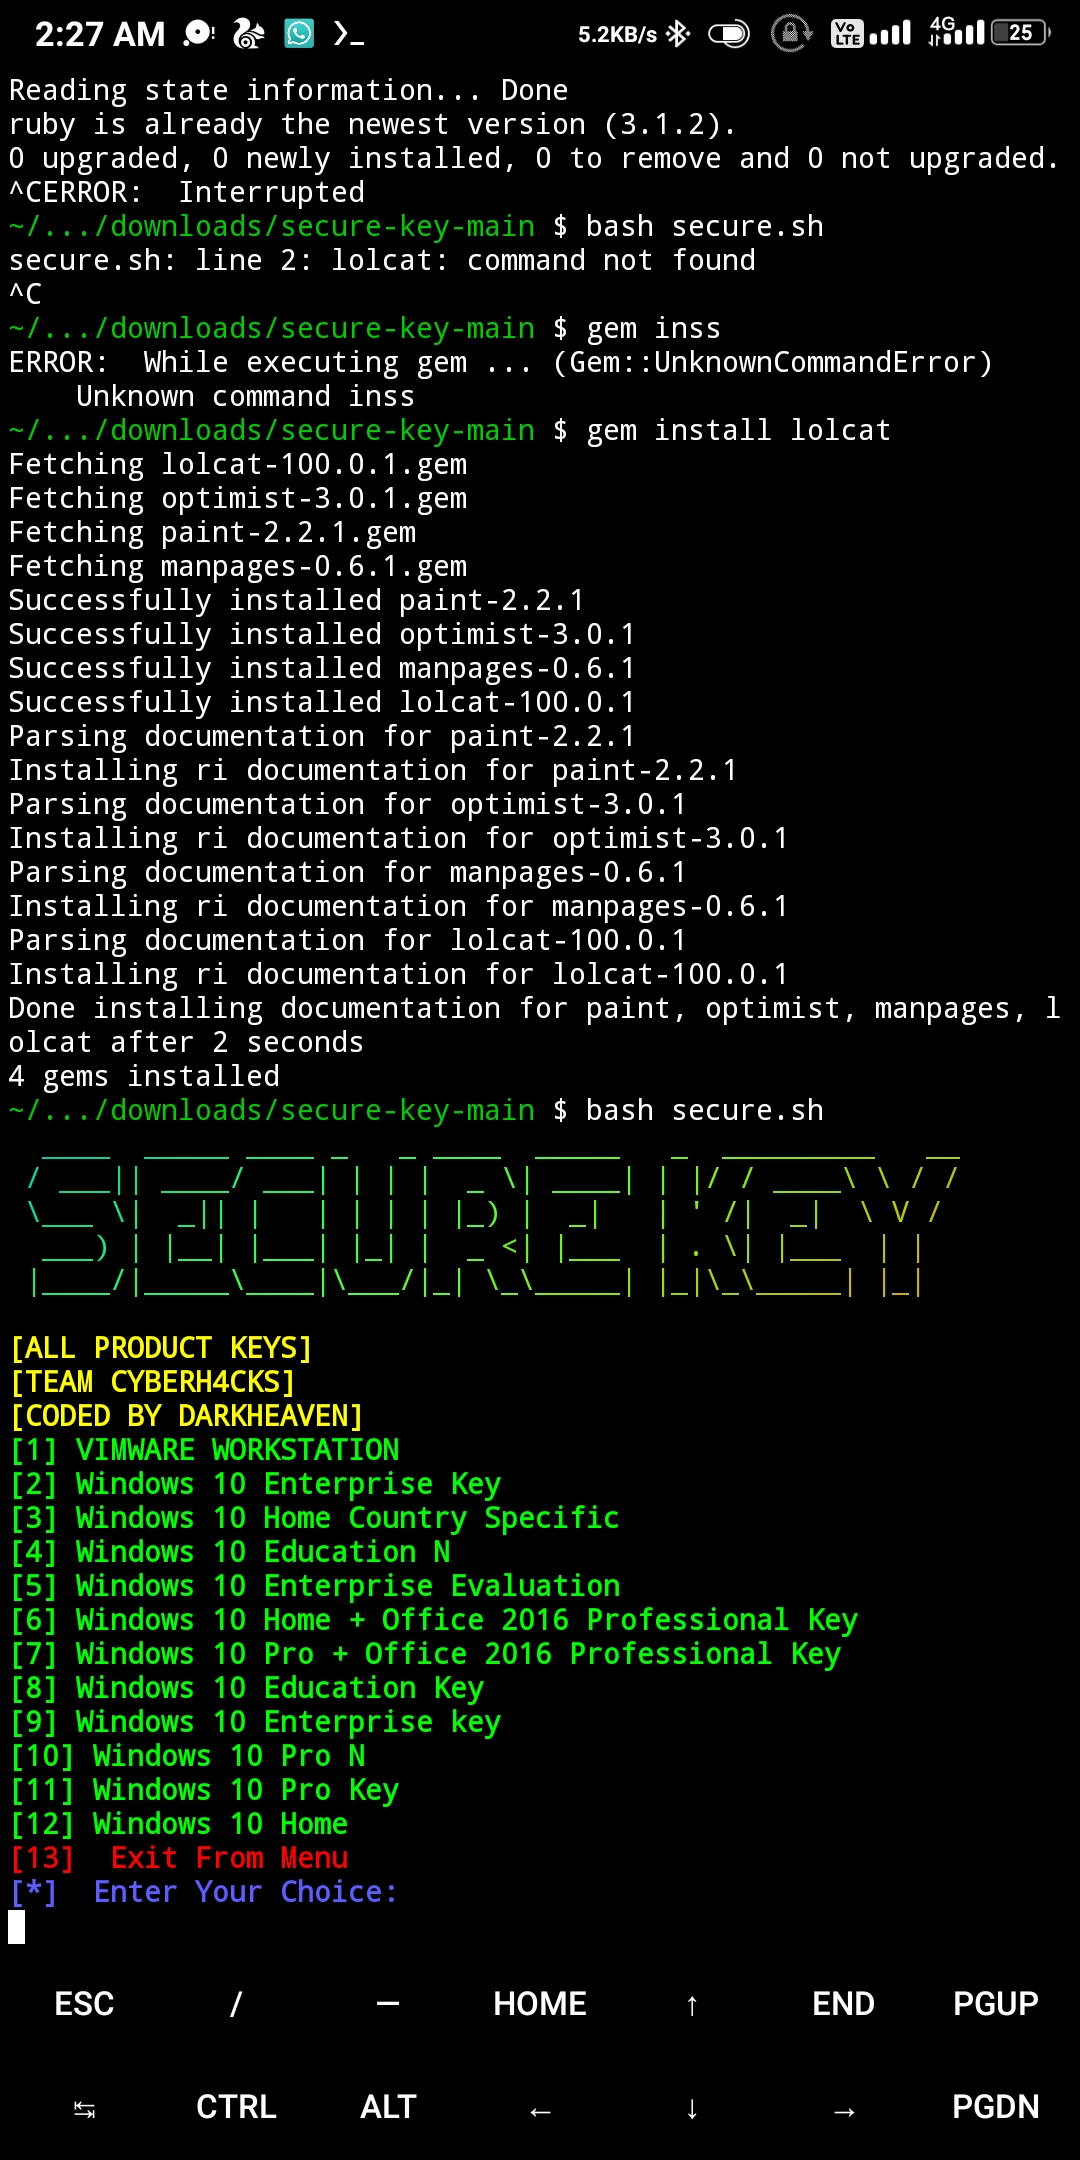 2:27 AM 5.2KB/s Vo LTE 4G 25
Reading state information... Done
ruby is already the newest version (3.1.2).
0 upgraded, 0 newly installed, 0 to remove and 0 not upgraded.
^CERROR:  Interrupted
~/.../downloads/secure-key-main $ bash secure.sh
secure.sh: line 2: lolcat: command not found
^C
~/.../downloads/secure-key-main $ gem inss
ERROR:  While executing gem ... (Gem::UnknownCommandError)
    Unknown command inss
~/.../downloads/secure-key-main $ gem install lolcat
Fetching lolcat-100.0.1.gem
Fetching optimist-3.0.1.gem
Fetching paint-2.2.1.gem
Fetching manpages-0.6.1.gem
Successfully installed paint-2.2.1
Successfully installed optimist-3.0.1
Successfully installed manpages-0.6.1
Successfully installed lolcat-100.0.1
Parsing documentation for paint-2.2.1
Installing ri documentation for paint-2.2.1
Parsing documentation for optimist-3.0.1
Installing ri documentation for optimist-3.0.1
Parsing documentation for manpages-0.6.1
Installing ri documentation for manpages-0.6.1
Parsing documentation for lolcat-100.0.1
Installing ri documentation for lolcat-100.0.1
Done installing documentation for paint, optimist, manpages, l
olcat after 2 seconds
4 gems installed
~/.../downloads/secure-key-main $ bash secure.sh
SECURE KEY
[ALL PRODUCT KEYS]
[TEAM CYBERH4CKS]
[CODED BY DARKHEAVEN]
[1] VIMWARE WORKSTATION
[2] Windows 10 Enterprise Key
[3] Windows 10 Home Country Specific
[4] Windows 10 Education N
[5] Windows 10 Enterprise Evaluation
[6] Windows 10 Home + Office 2016 Professional Key
[7] Windows 10 Pro + Office 2016 Professional Key
[8] Windows 10 Education Key
[9] Windows 10 Enterprise key
[10] Windows 10 Pro N
[11] Windows 10 Pro Key
[12] Windows 10 Home
[13]  Exit From Menu
[*]  Enter Your Choice:
ESC / — HOME ↑ END PGUP
↹ CTRL ALT ← ↓ → PGDN